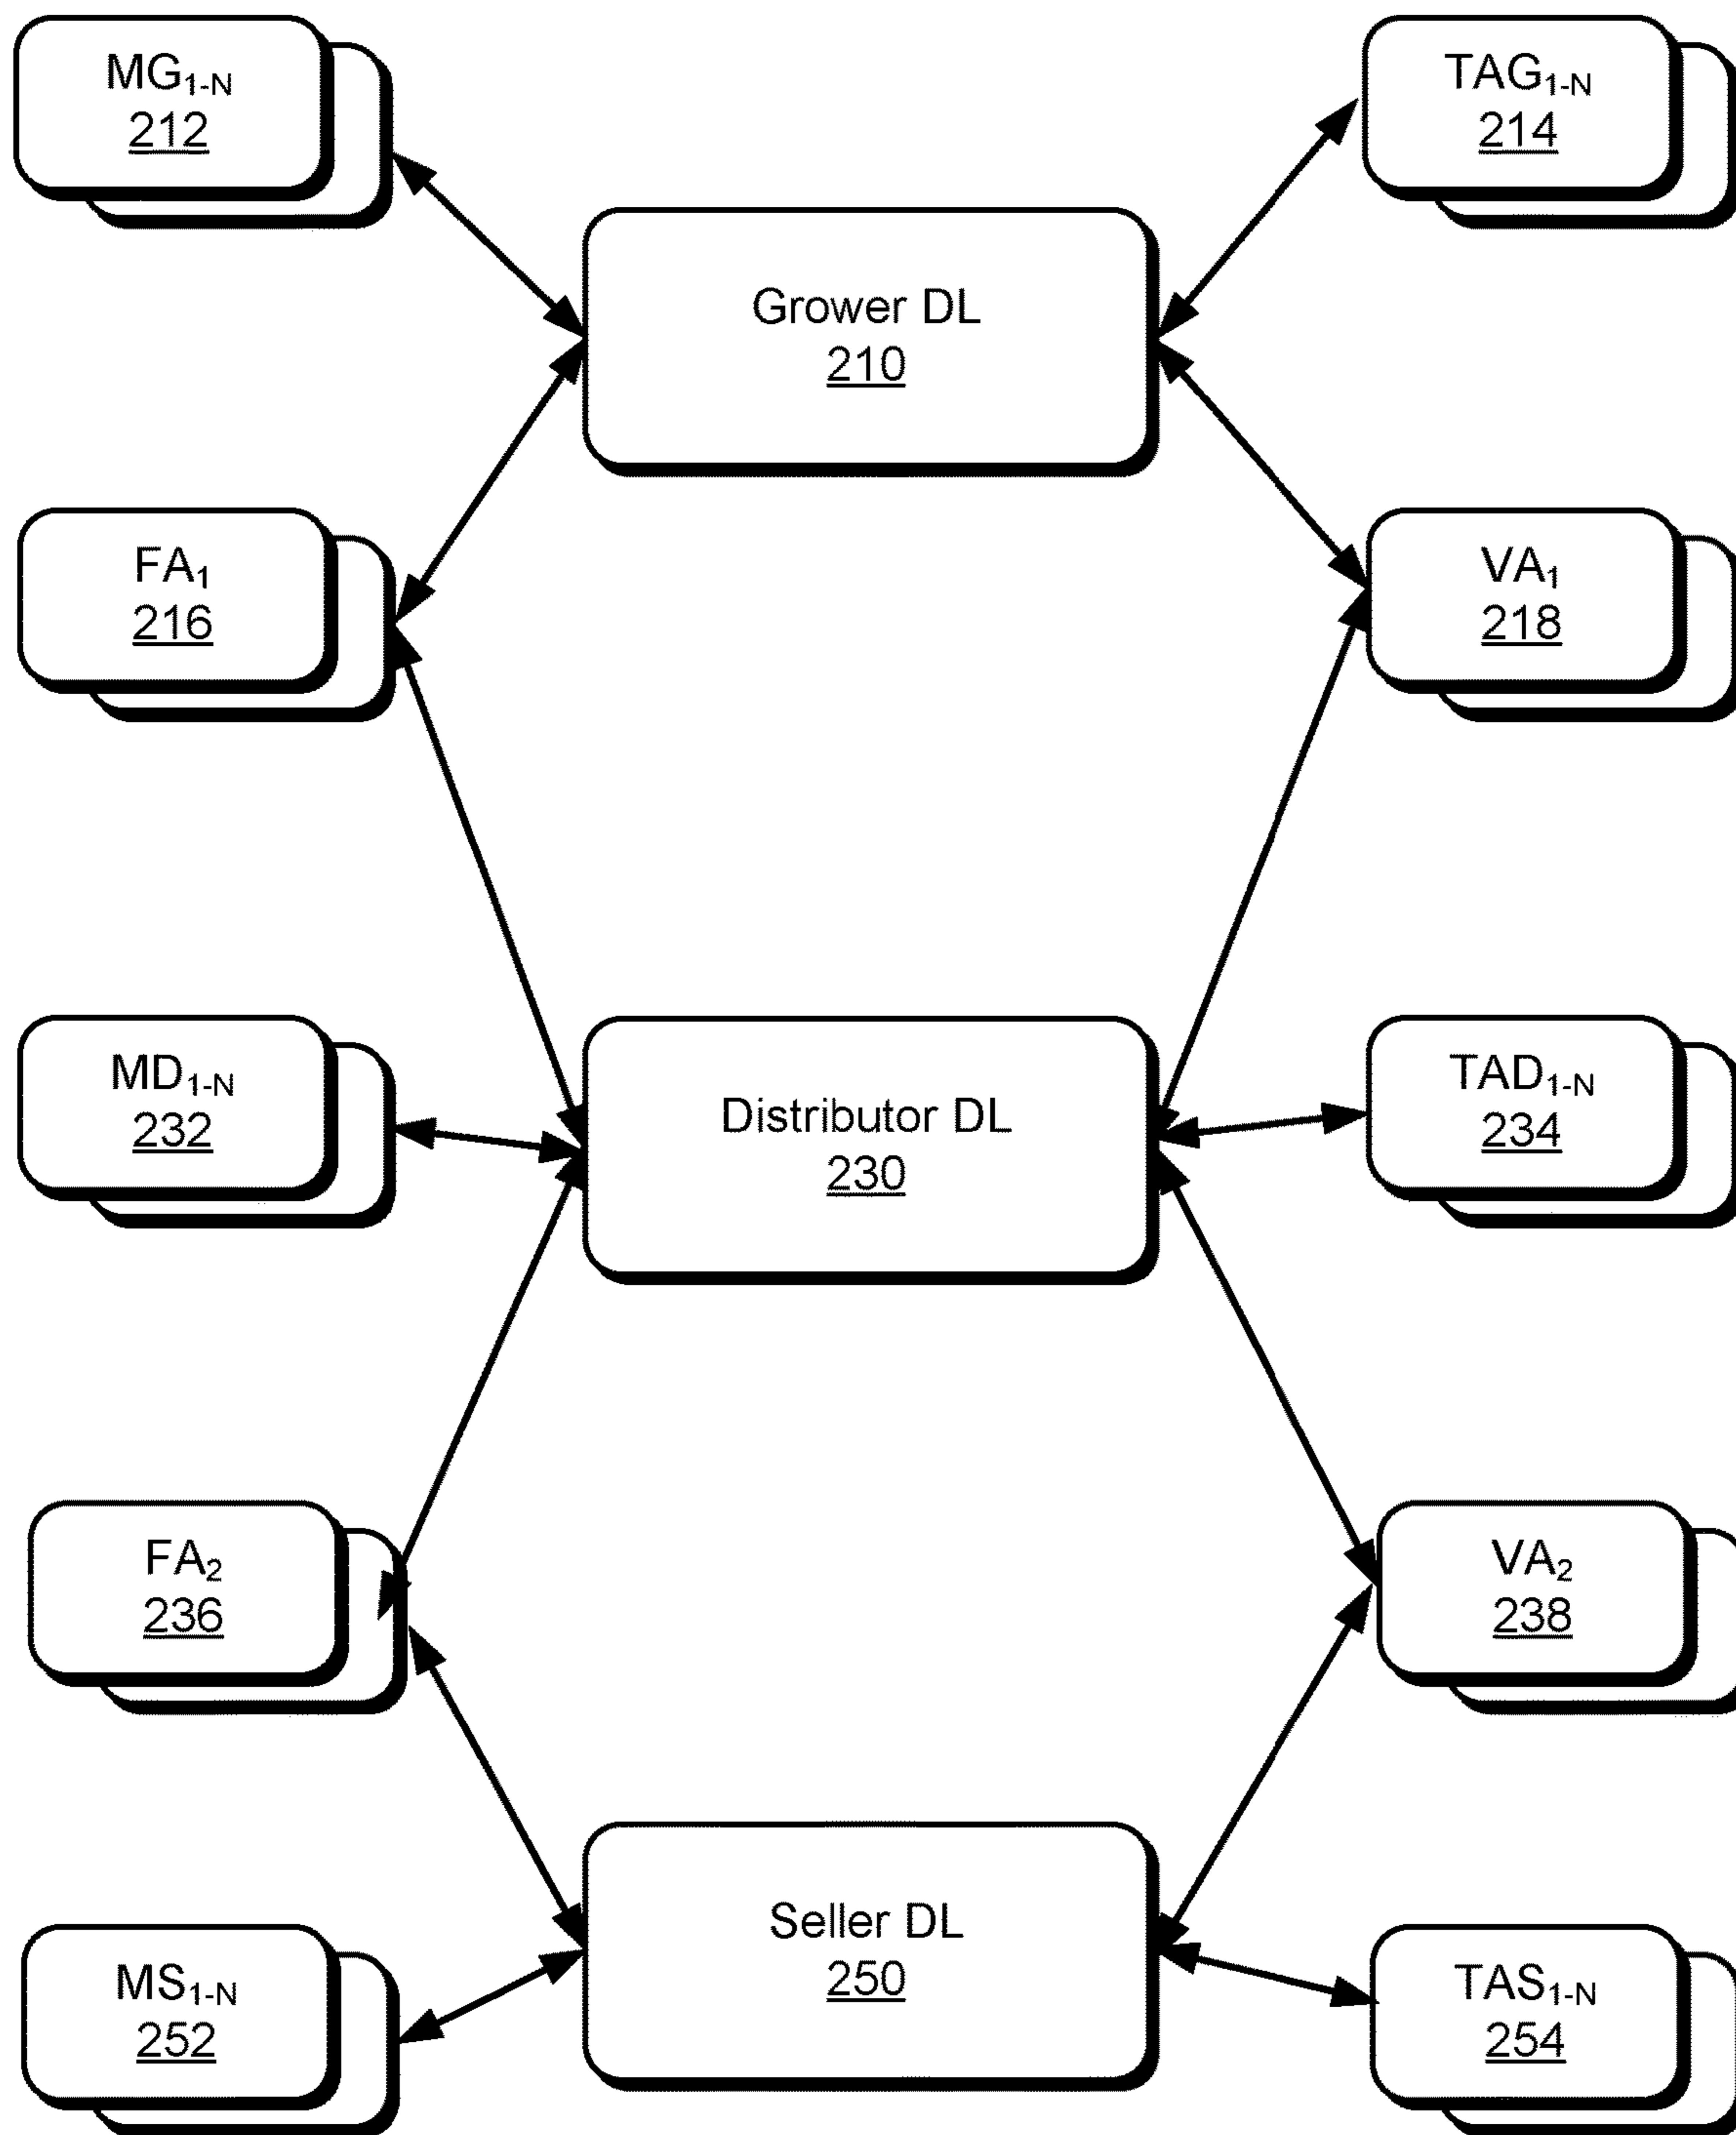 MG1-N
212
TAG1-N
214
Grower DL
210
FA1
216
VA1
218
MD1-N
232
Distributor DL
230
TAD1-N
234
FA2
236
VA2
238
Seller DL
250
MS1-N
252
TAS1-N
254